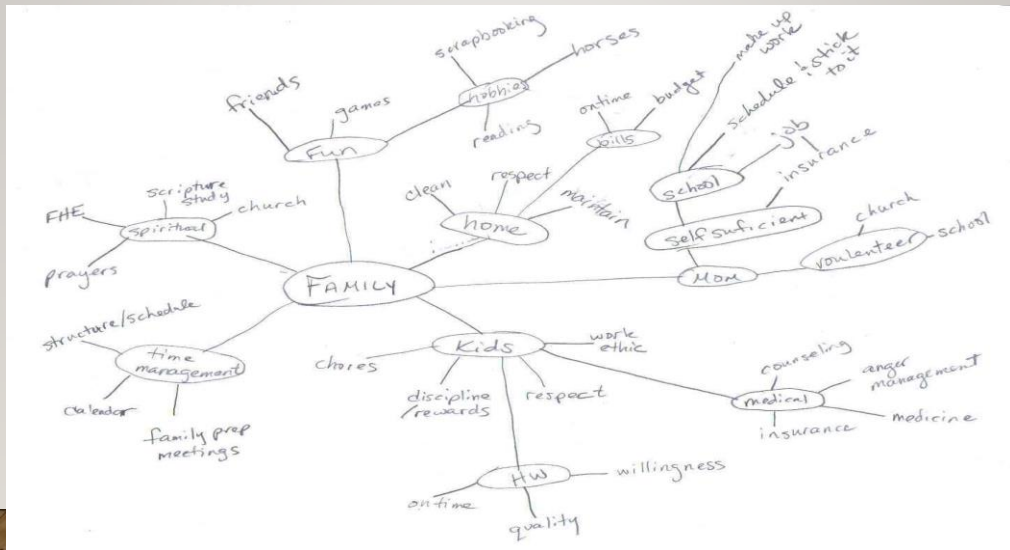 scrapbooking
horses
hobbies
reading
friends
games
Fun
make up
work
schedule & stick
to it
job
insurance
school
self suficient
ontime
budget
bills
clean
respect
maintain
home
scripture
study
FHE
church
spiritual
prayers
FAMILY
MOM
church
school
voulenteer
structure/schedule
time
management
Calendar
family prep
meetings
Kids
chores
work
ethic
discipline
/rewards
respect
counseling
anger
management
medical
medicine
insurance
HW
willingness
ontime
quality